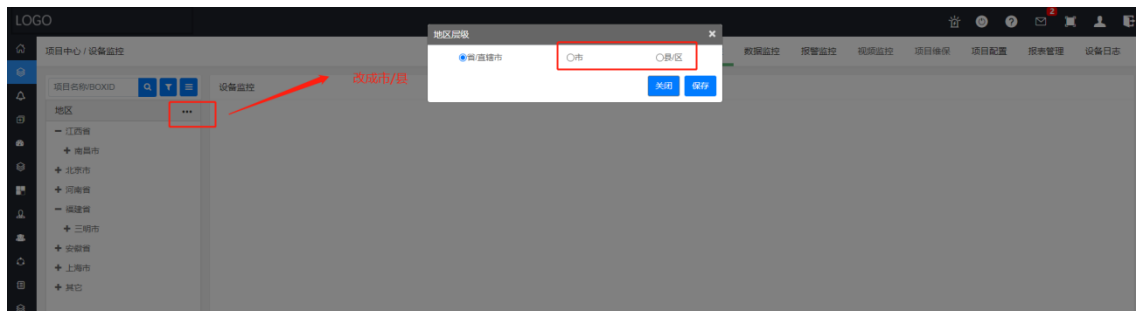 LOGO
2
项目中心 / 设备监控
数据监控 报警监控 视频监控 项目维保 项目配置 报表管理 设备日志
地区层级 ×
省/直辖市 市 县/区
关闭 保存
改成市/县
项目名称/BOXID
设备监控
地区 •••
江西省
南昌市
北京市
河南省
福建省
三明市
安徽省
上海市
其它